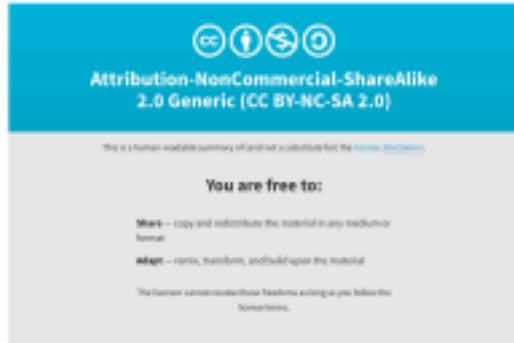 Attribution-NonCommercial-ShareAlike
2.0 Generic (CC BY-NC-SA 2.0)
This is a human-readable summary of (and not a substitute for) the license. Disclaimer.
You are free to:
Share — copy and redistribute the material in any medium or
format
Adapt — remix, transform, and build upon the material
The licensor cannot revoke these freedoms as long as you follow the
license terms.